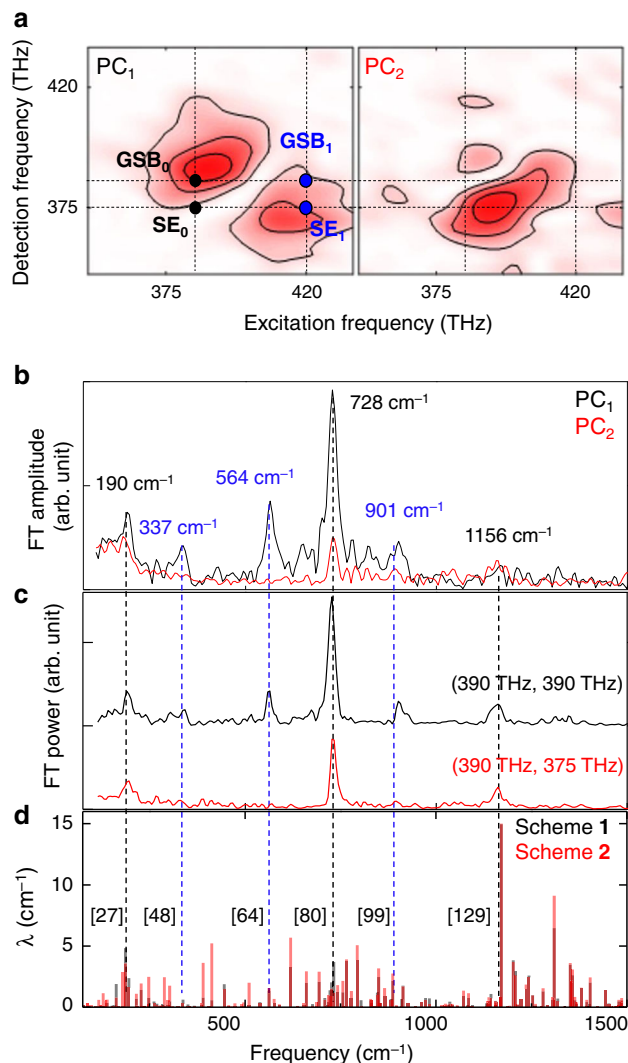 a
Detection frequency (THz)
420
375
PC1
PC2
GSB0
GSB1
SE0
SE1
375
420
375
420
Excitation frequency (THz)
b
FT amplitude
(arb. unit)
728 cm⁻¹
PC1
PC2
190 cm⁻¹
564 cm⁻¹
337 cm⁻¹
901 cm⁻¹
1156 cm⁻¹
c
FT power (arb. unit)
(390 THz, 390 THz)
(390 THz, 375 THz)
d
λ (cm⁻¹)
15
10
5
0
Scheme 1
Scheme 2
[27] [48] [64] [80] [99] [129]
500 1000 1500
Frequency (cm⁻¹)